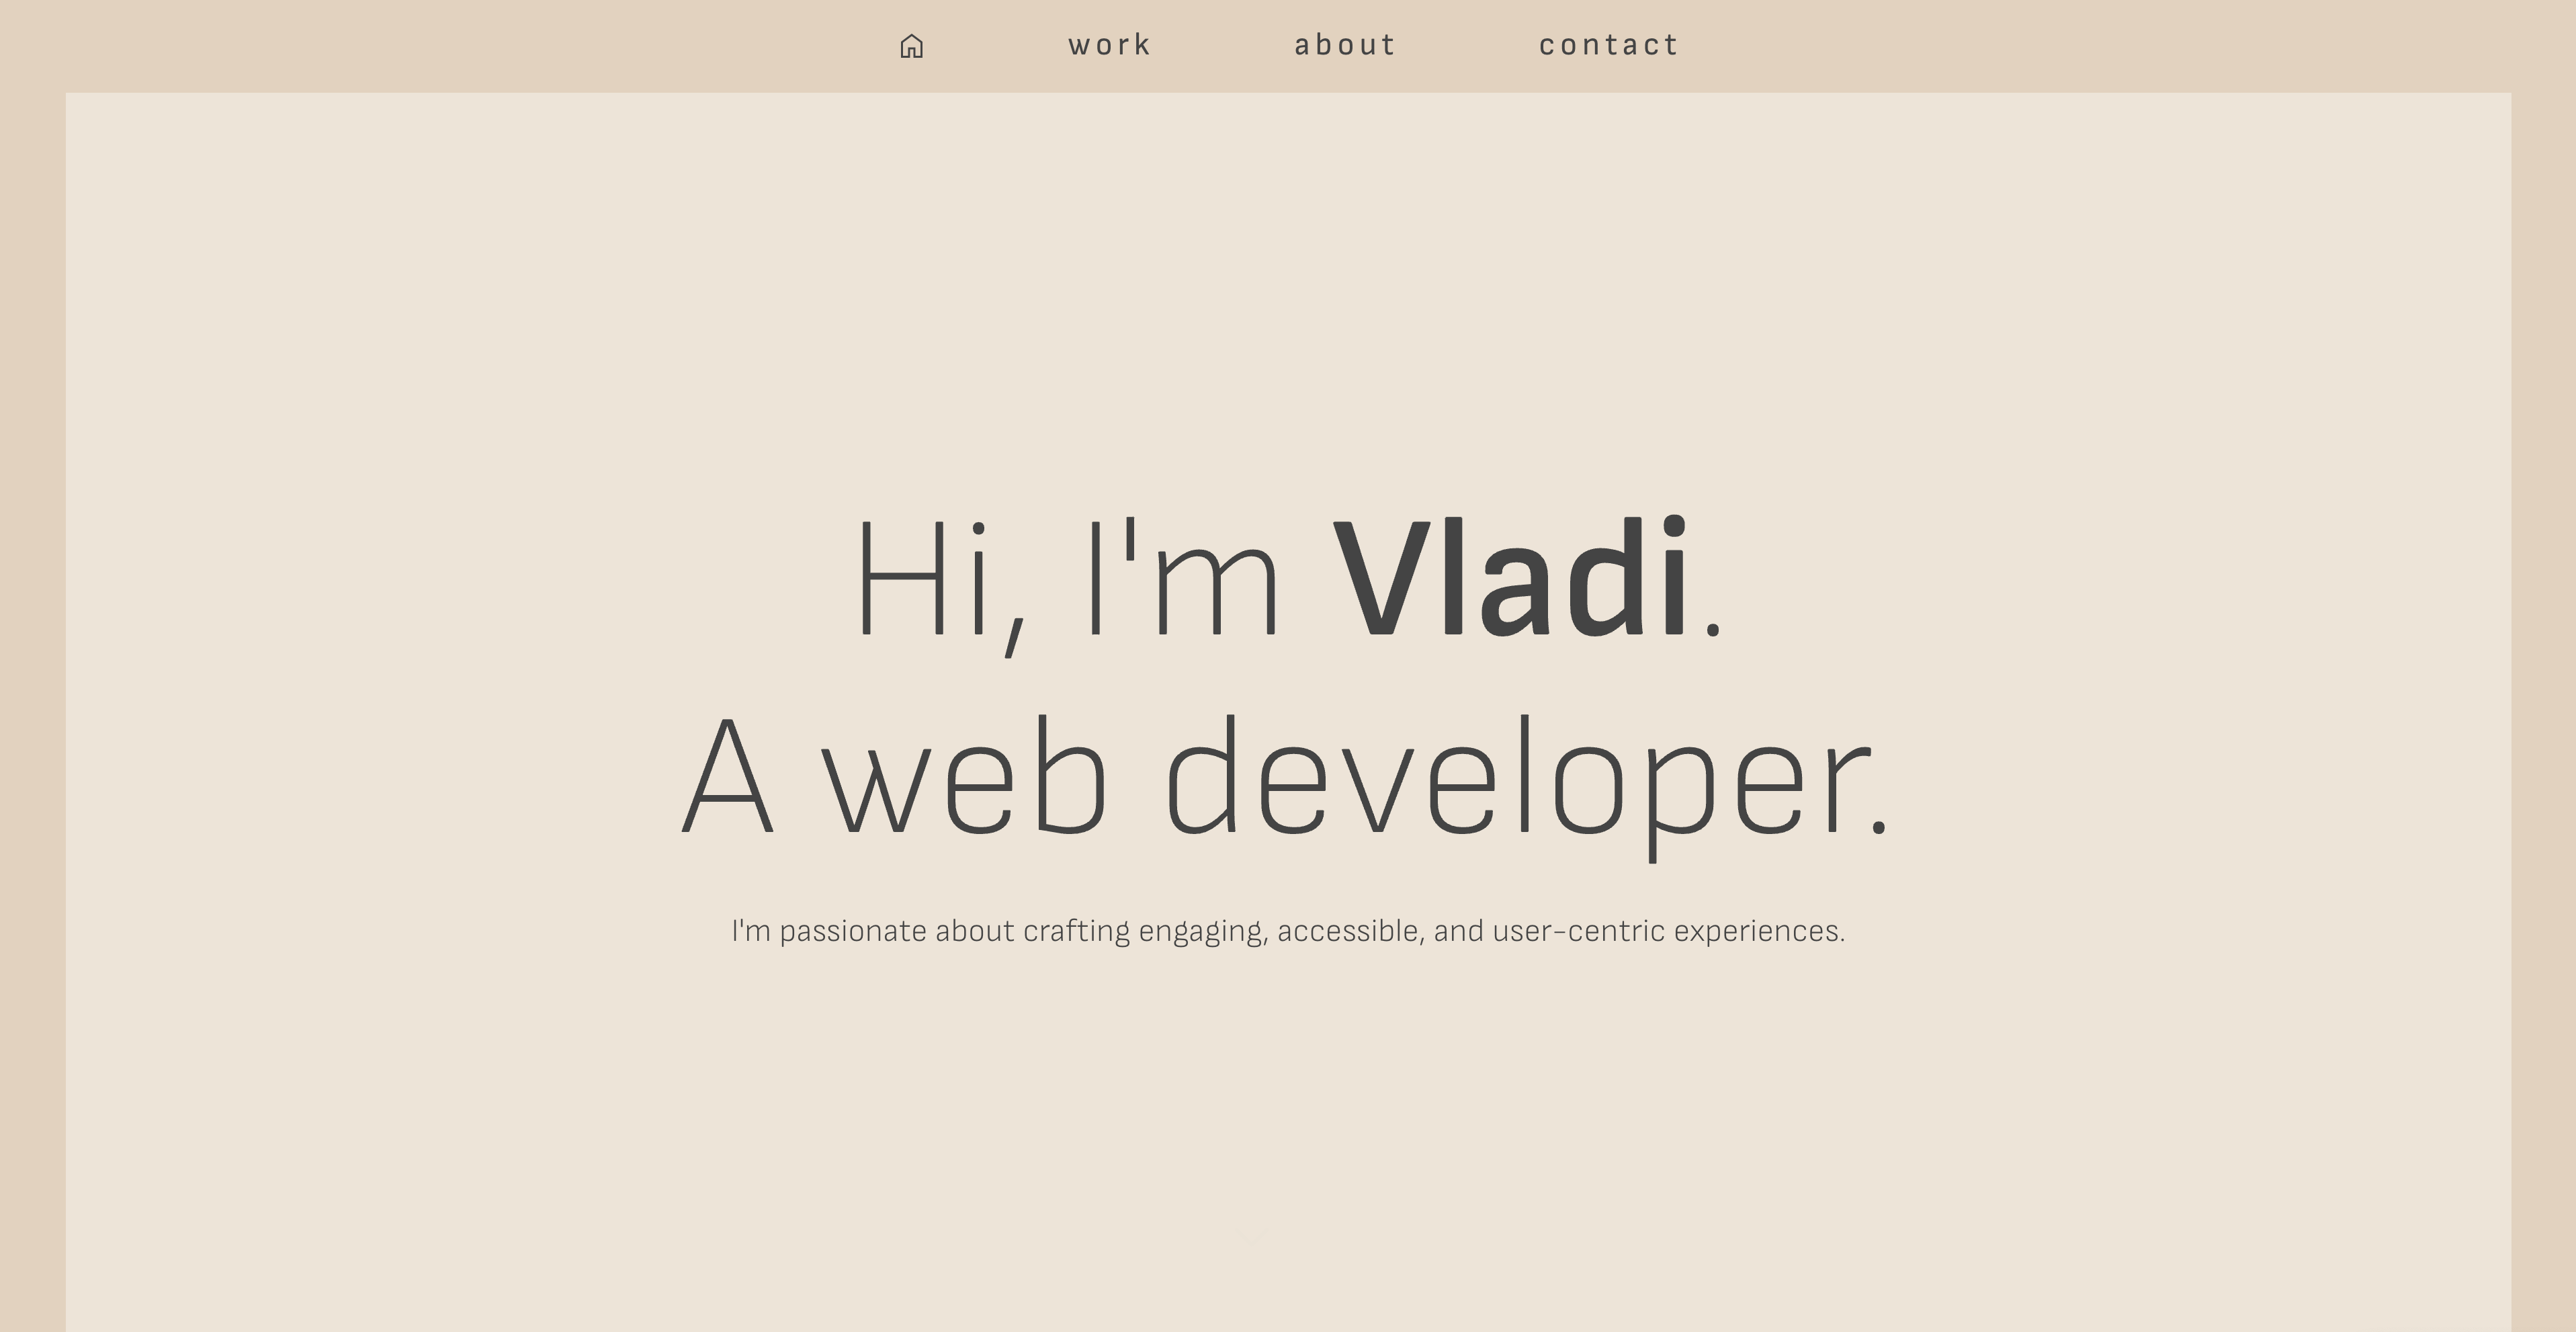 work about contact
Hi, I'm Vladi.
A web developer.
I'm passionate about crafting engaging, accessible, and user-centric experiences.